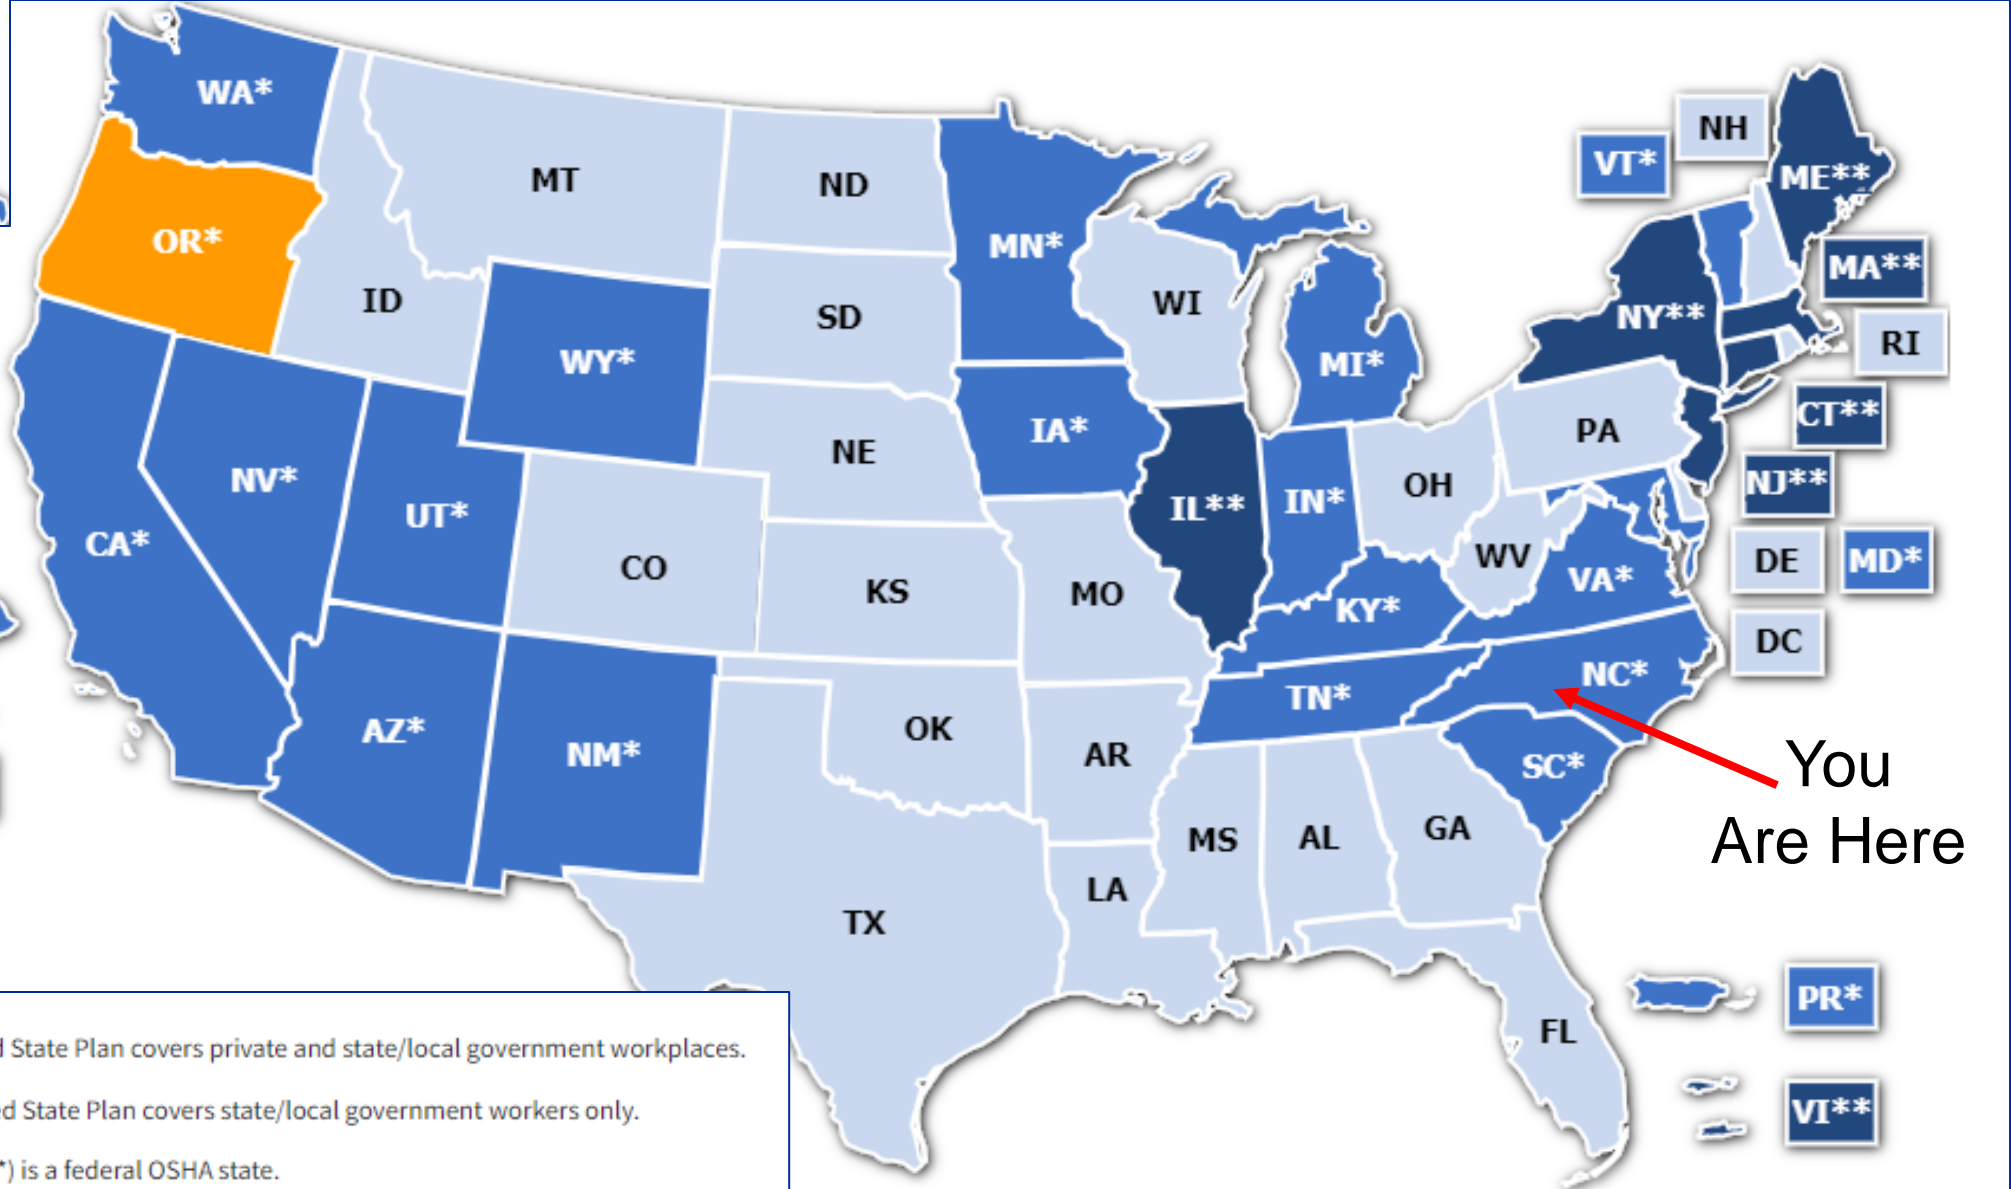 WA*
OR*
MT
ND
MN*
VT*
NH
ME**
MA**
RI
NY**
CT**
NJ**
ID
WY*
SD
WI
MI*
PA
NE
IA*
OH
IL**
IN*
NV*
UT*
CA*
CO
KS
MO
WV
VA*
KY*
DE
MD*
DC
NC*
TN*
AZ*
NM*
OK
AR
SC*
You
Are Here
MS
AL
GA
LA
TX
FL
PR*
VI**
State Plan covers private and state/local government workplaces.
State Plan covers state/local government workers only.
*) is a federal OSHA state.